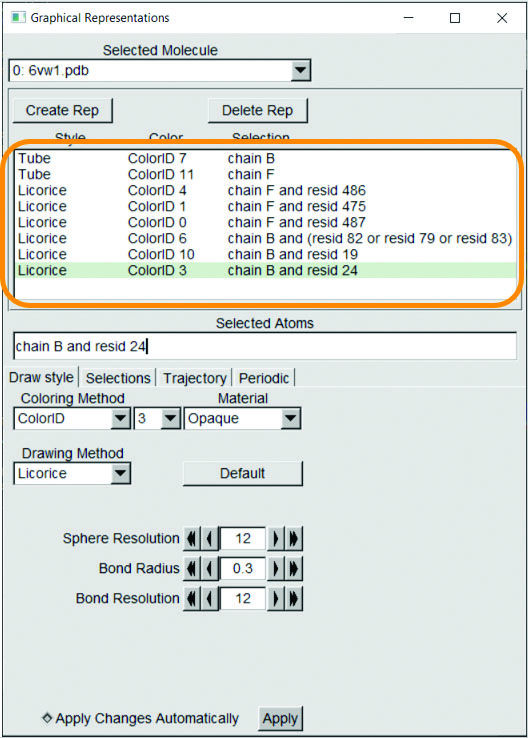 Graphical Representations
Selected Molecule
0: 6vw1.pdb
Create Rep Delete Rep
Style Color Selection
Tube ColorID 7 chain B
Tube ColorID 11 chain F
Licorice ColorID 4 chain F and resid 486
Licorice ColorID 1 chain F and resid 475
Licorice ColorID 0 chain F and resid 487
Licorice ColorID 6 chain B and (resid 82 or resid 79 or resid 83)
Licorice ColorID 10 chain B and resid 19
Licorice ColorID 3 chain B and resid 24
Selected Atoms
chain B and resid 24
Draw style Selections Trajectory Periodic
Coloring Method Material
ColorID 3 Opaque
Drawing Method
Licorice Default
Sphere Resolution 12
Bond Radius 0.3
Bond Resolution 12
Apply Changes Automatically Apply